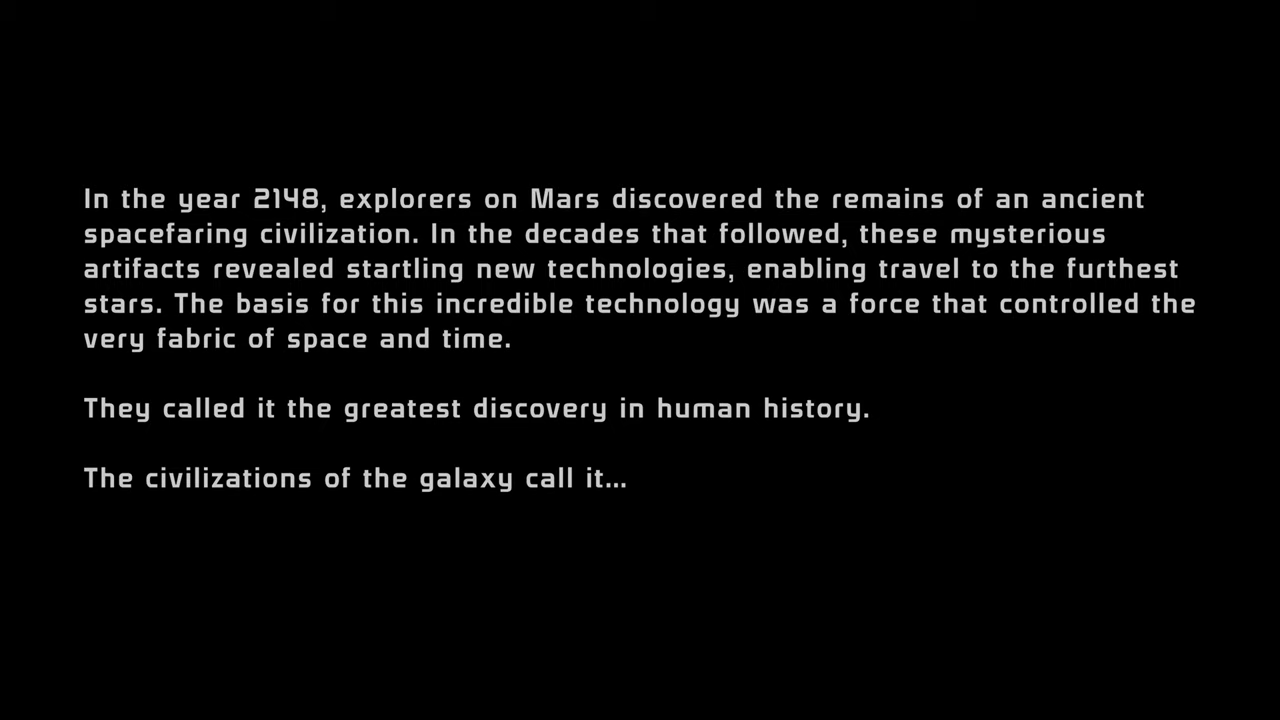 In the year 2148, explorers on Mars discovered the remains of an ancient
spacefaring civilization. In the decades that followed, these mysterious
artifacts revealed startling new technologies, enabling travel to the furthest
stars. The basis for this incredible technology was a force that controlled the
very fabric of space and time.
They called it the greatest discovery in human history.
The civilizations of the galaxy call it...